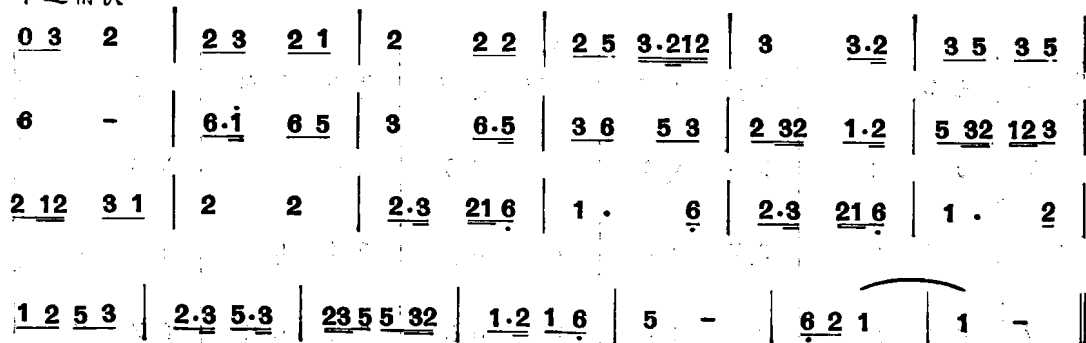 0 3 2 | 2 3 2 1 | 2 2 2 | 2 5 3·212 | 3 3·2 | 3 5 3 5 |
6 - | 6·i 6 5 | 3 6·5 | 3 6 5 3 | 2 32 1·2 | 5 32 12 3 |
2 12 3 1 | 2 2 | 2·3 21 6 | 1 · 6 | 2·3 21 6 | 1 · 2 |
1 2 5 3 | 2·3 5·3 | 23 5 5 32 | 1·2 1 6 | 5 - | 6 2 1 | 1 - ‖